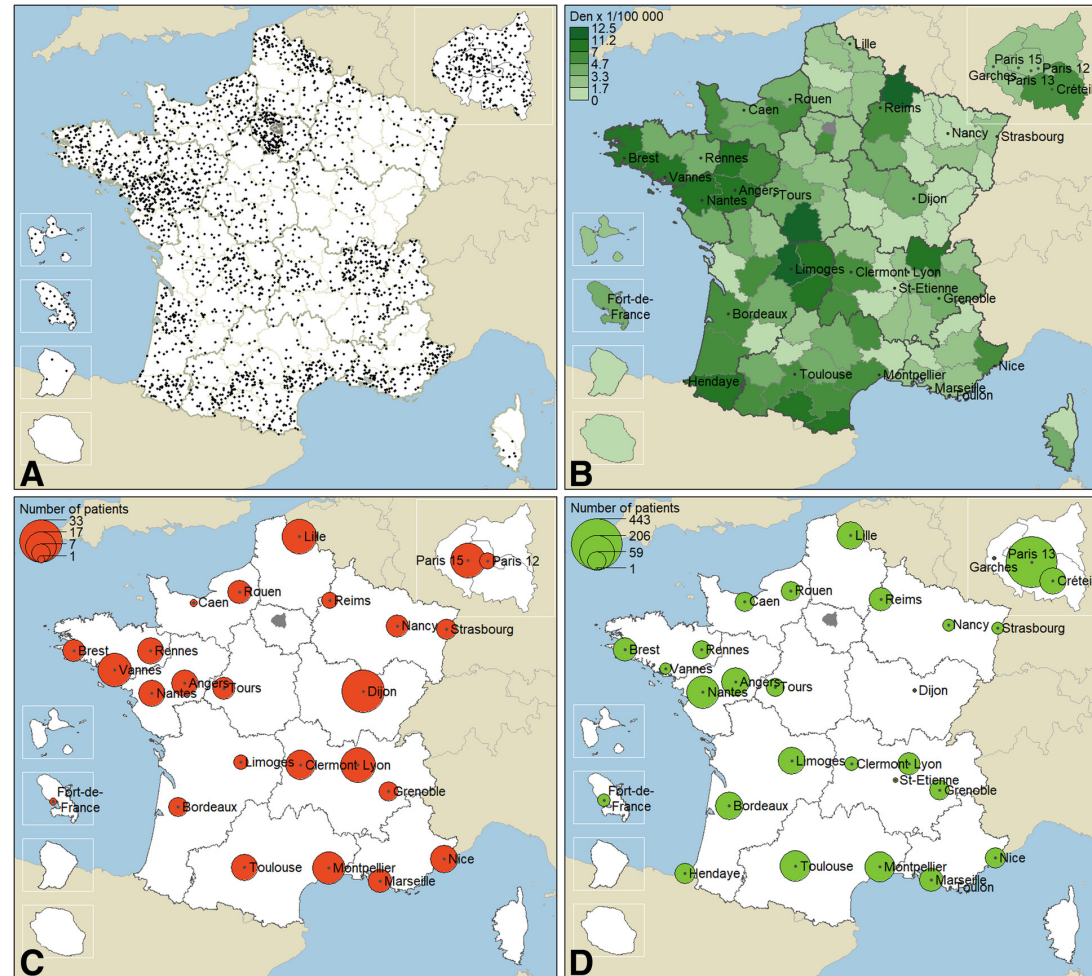 A
Den x 1/100 000
12.5
11.2
7
4.7
3.3
1.7
0
Lille
Paris 15
Paris 12
Garches
Paris 13
Crétei
Rouen
Caen
Reims
Nancy
Strasbourg
Brest
Rennes
Vannes
Angers
Tours
Nantes
Dijon
Limoges
Clermont
Lyon
St-Etienne
Fort-de-
France
Grenoble
Bordeaux
Nice
Hendaye
Toulouse
Montpellier
Marseille
Toulon
B
Number of patients
33
17
7
1
Lille
Paris 15
Paris 12
Rouen
Caen
Reims
Nancy
Strasbourg
Brest
Rennes
Vannes
Angers
Tours
Nantes
Dijon
Limoges
Clermont
Lyon
Fort-de-
France
Grenoble
Bordeaux
Nice
Toulouse
Montpellier
Marseille
C
Number of patients
443
206
59
1
Lille
Paris 13
Garches
Crétei
Rouen
Caen
Reims
Nancy
Strasbourg
Brest
Rennes
Vannes
Angers
Tours
Nantes
Dijon
Limoges
Clermont
Lyon
St-Etienne
Fort-de-
France
Grenoble
Bordeaux
Nice
Hendaye
Toulouse
Montpellier
Marseille
Toulon
D